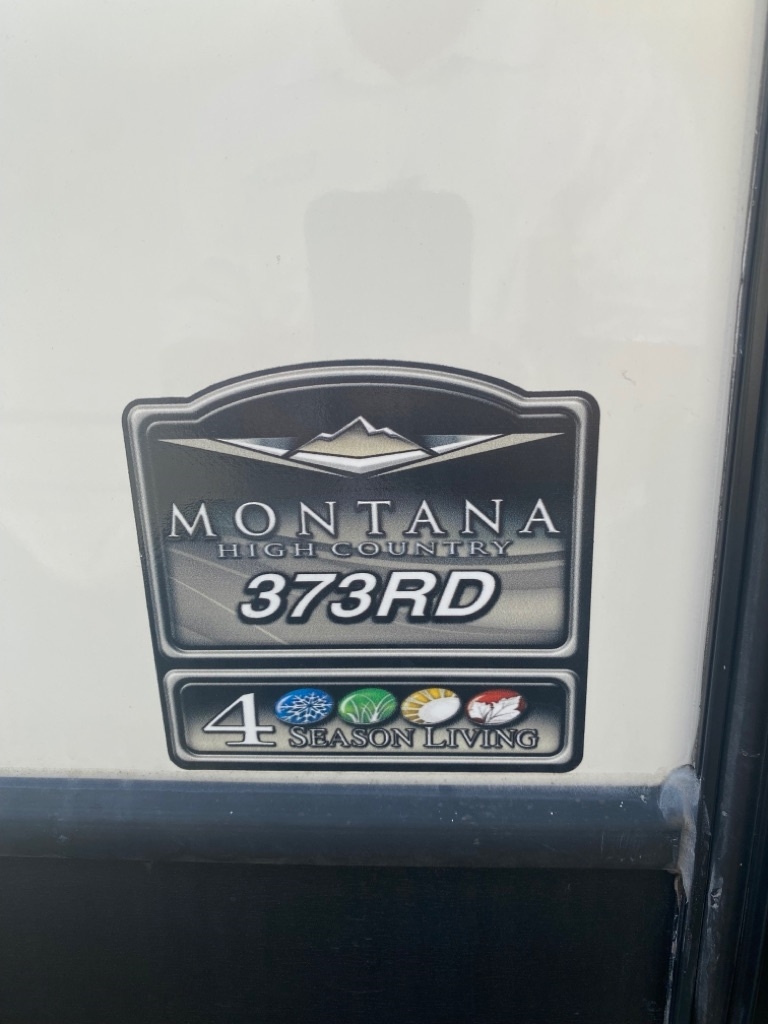 MONTANA
HIGH COUNTRY
373RD
4 SEASON LIVING